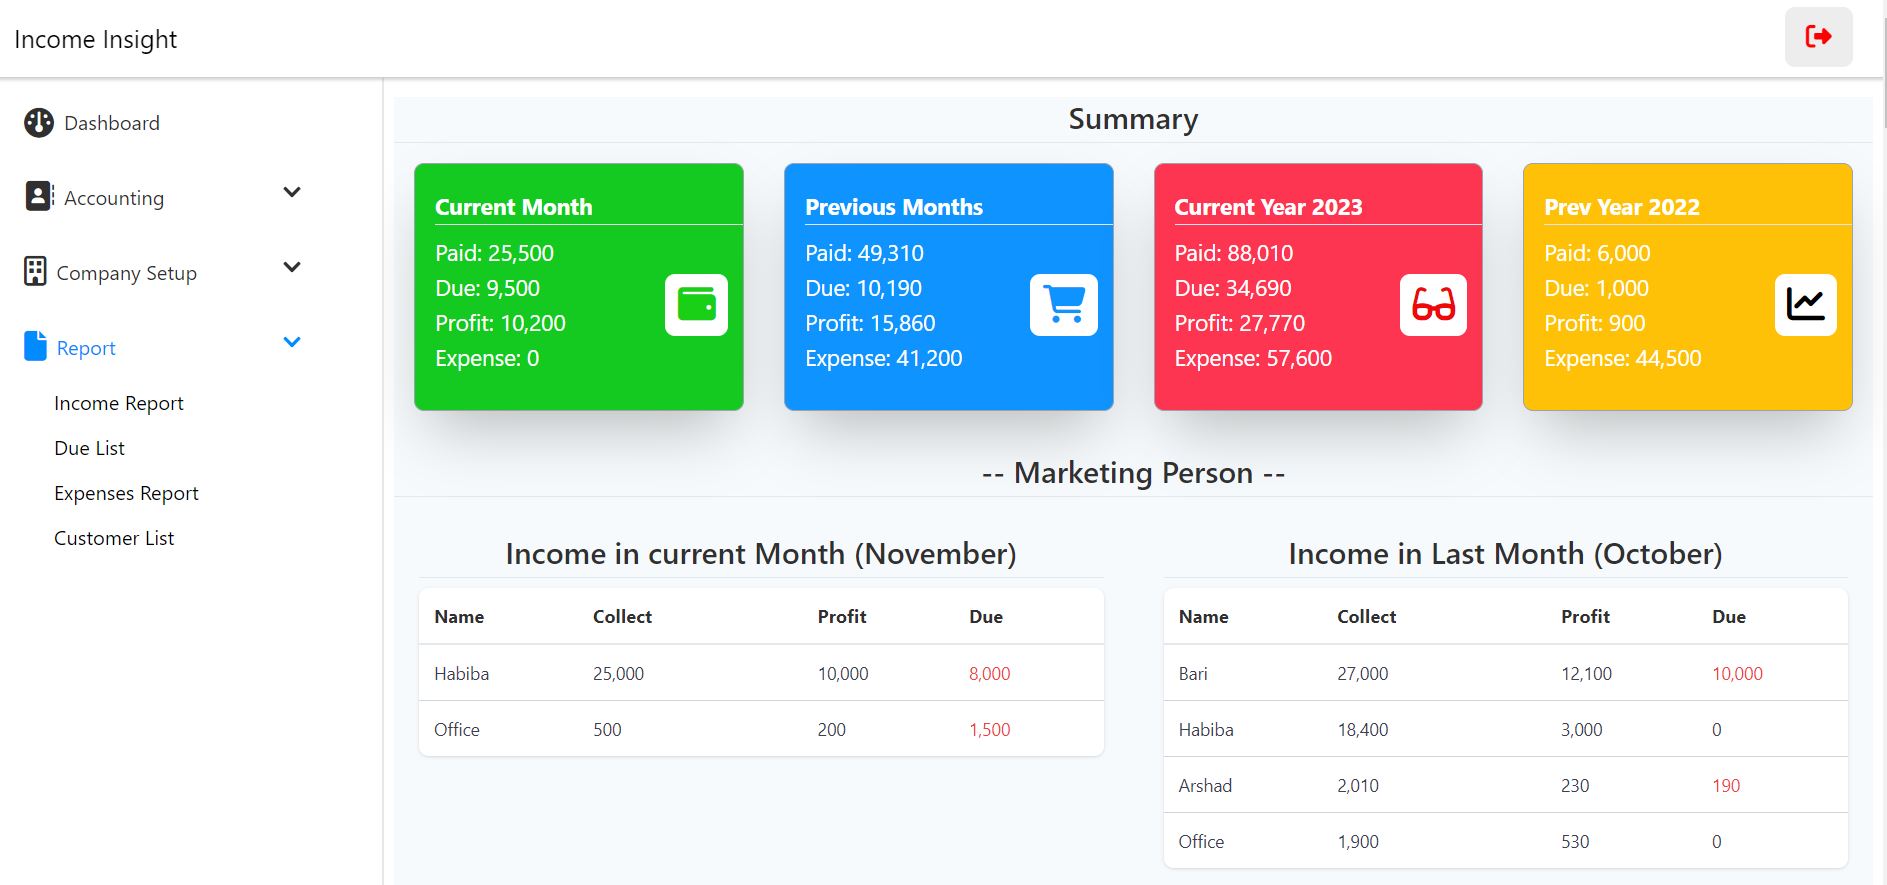 Income Insight
Dashboard
Accounting
Company Setup
Report
Income Report
Due List
Expenses Report
Customer List
Summary
Current Month
Paid: 25,500
Due: 9,500
Profit: 10,200
Expense: 0
Previous Months
Paid: 49,310
Due: 10,190
Profit: 15,860
Expense: 41,200
Current Year 2023
Paid: 88,010
Due: 34,690
Profit: 27,770
Expense: 57,600
Prev Year 2022
Paid: 6,000
Due: 1,000
Profit: 900
Expense: 44,500
-- Marketing Person --
Income in current Month (November)
Name Collect Profit Due
Habiba 25,000 10,000 8,000
Office 500 200 1,500
Income in Last Month (October)
Name Collect Profit Due
Bari 27,000 12,100 10,000
Habiba 18,400 3,000 0
Arshad 2,010 230 190
Office 1,900 530 0